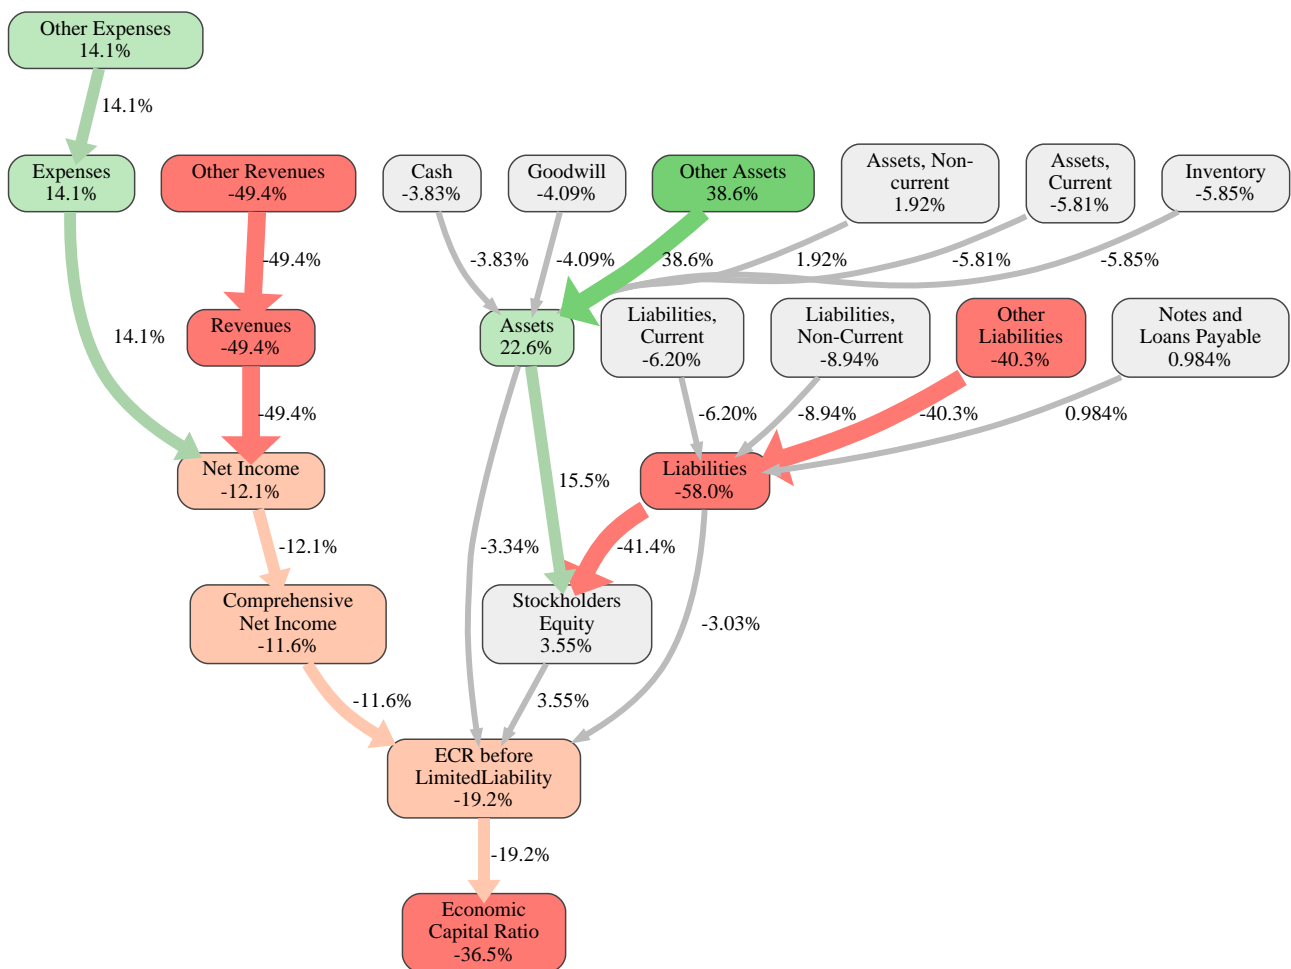 Other Expenses
14.1%
14.1%
Expenses
14.1%
Other Revenues
-49.4%
Cash
-3.83%
Goodwill
-4.09%
Other Assets
38.6%
Assets, Non-
current
1.92%
Assets,
Current
-5.81%
Inventory
-5.85%
-49.4%
-3.83%
-4.09%
38.6%
1.92%
-5.81%
-5.85%
14.1%
Revenues
-49.4%
Assets
22.6%
Liabilities,
Current
-6.20%
Liabilities,
Non-Current
-8.94%
Other
Liabilities
-40.3%
Notes and
Loans Payable
0.984%
-49.4%
-6.20%
-8.94%
-40.3%
0.984%
Net Income
-12.1%
15.5%
Liabilities
-58.0%
-12.1%
-3.34%
-41.4%
Comprehensive
Net Income
-11.6%
Stockholders
Equity
3.55%
-3.03%
-11.6%
3.55%
ECR before
LimitedLiability
-19.2%
-19.2%
Economic
Capital Ratio
-36.5%